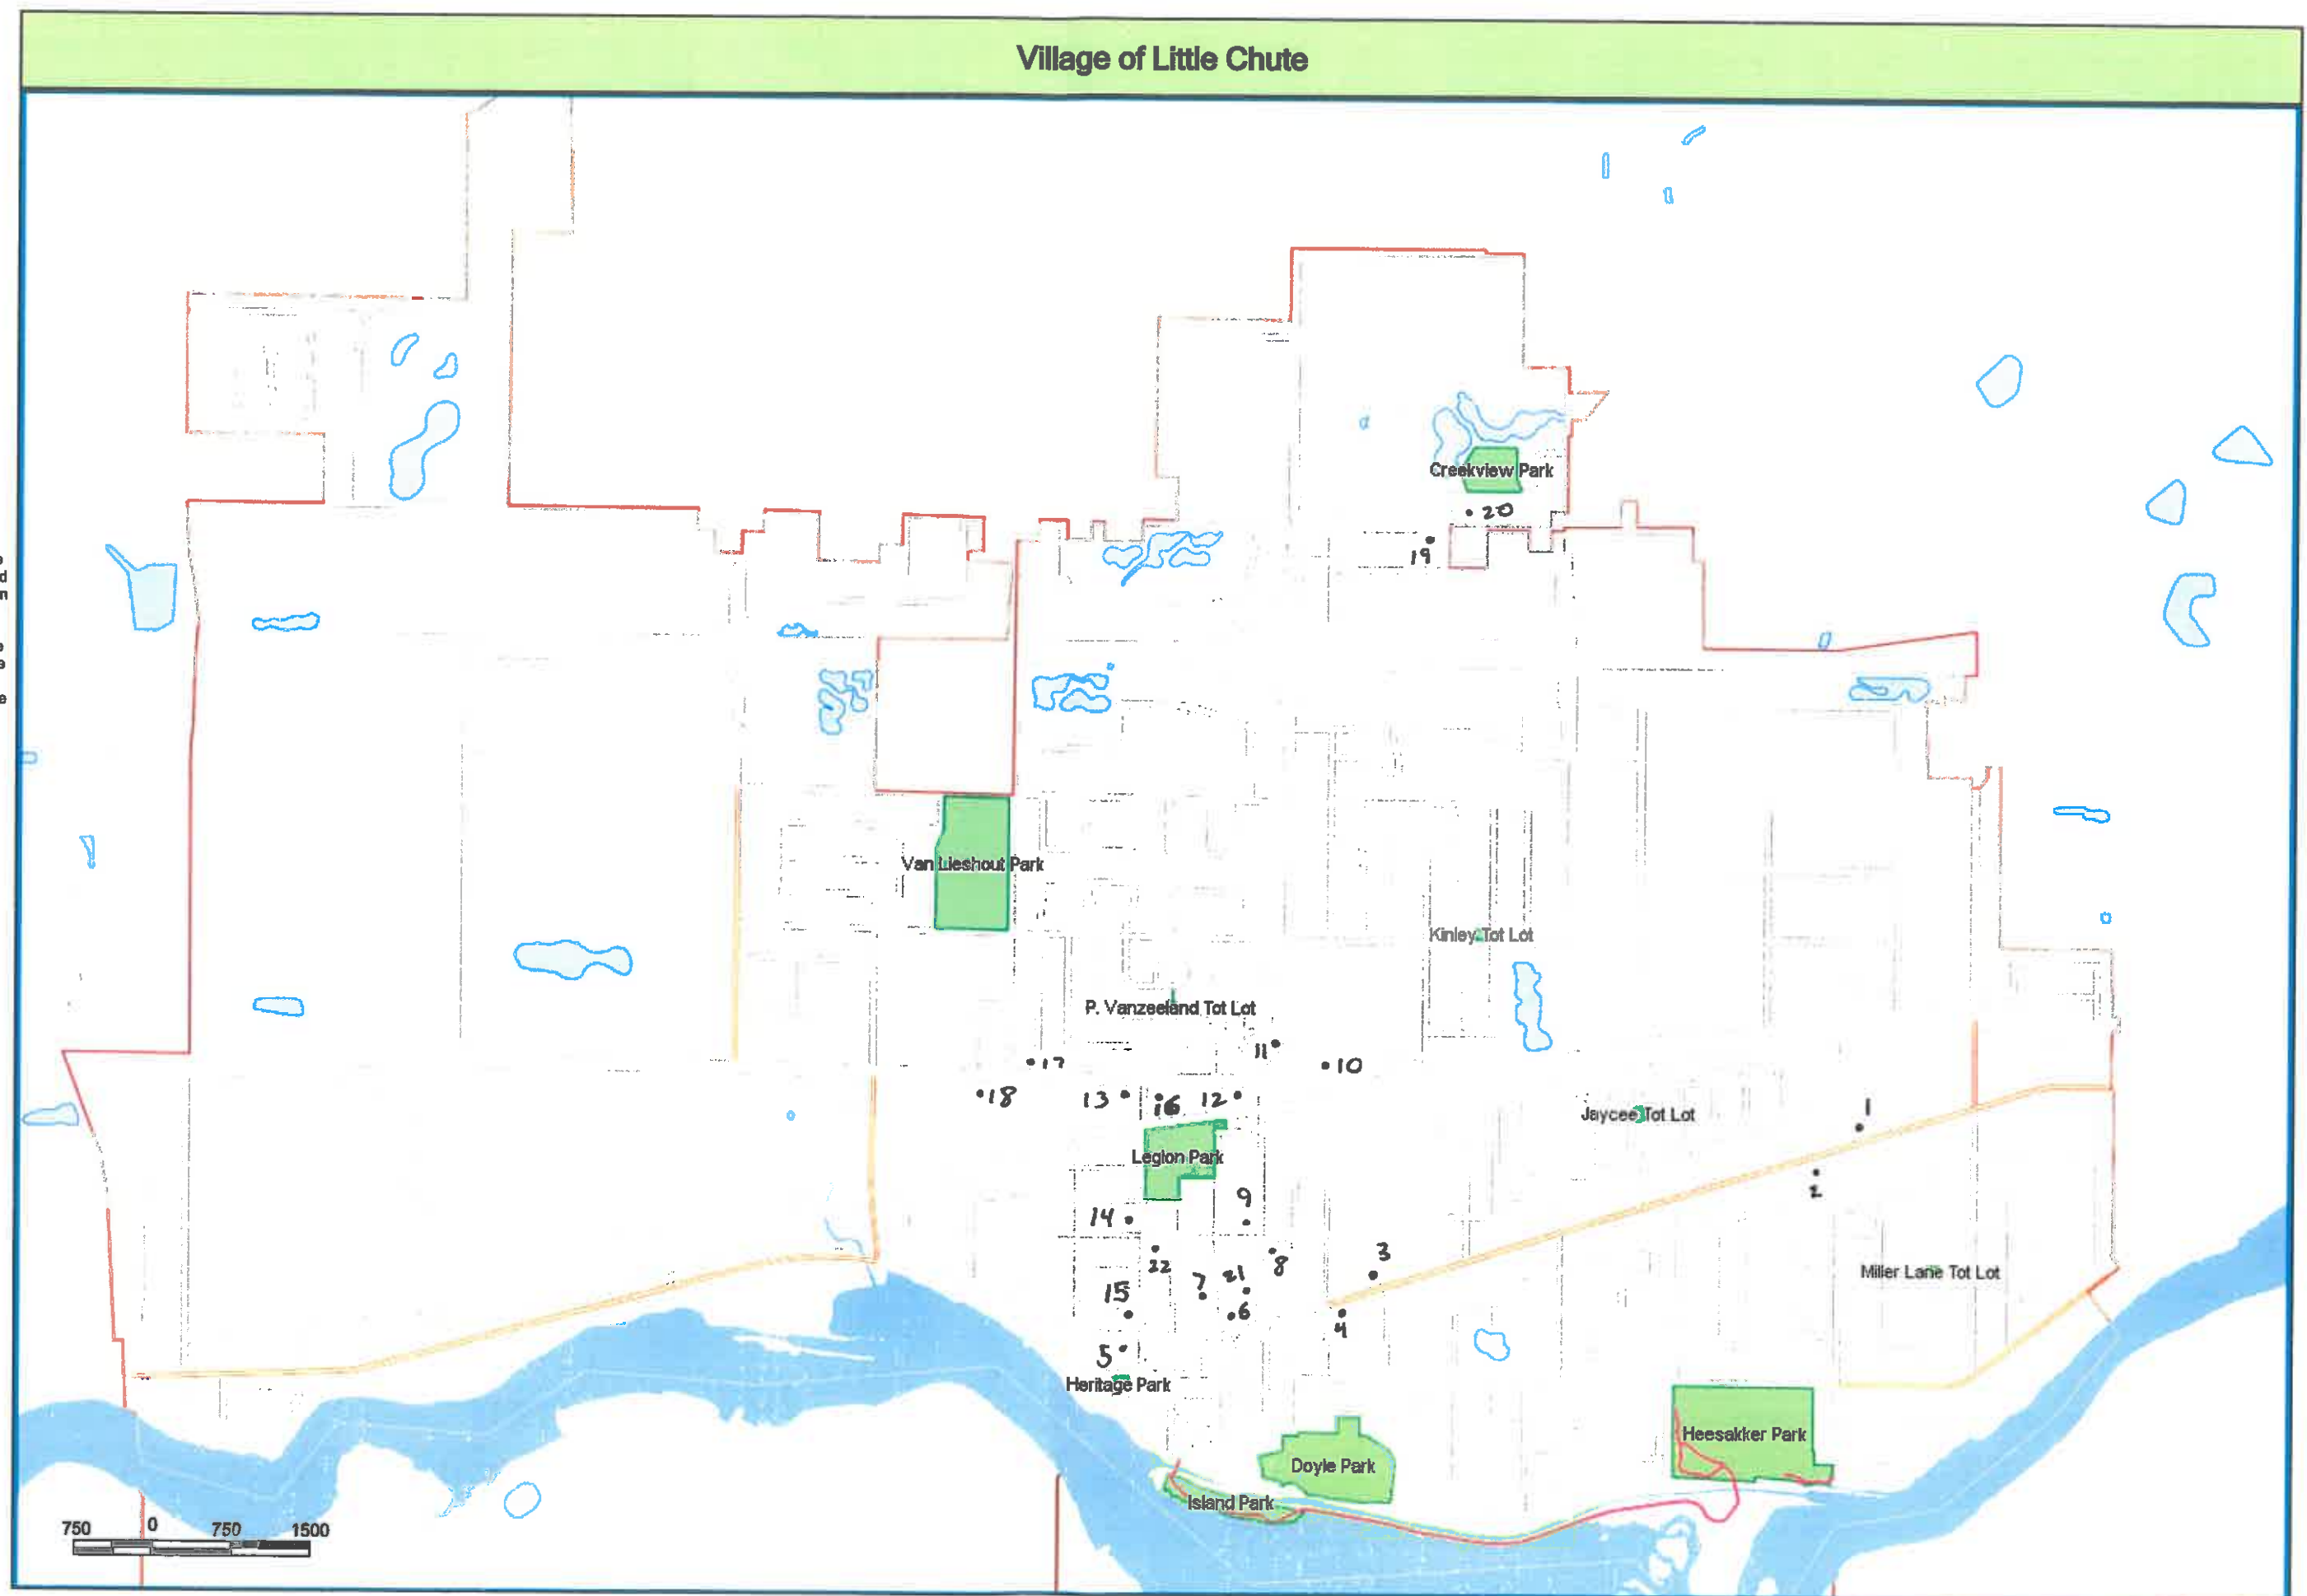 Village of Little Chute
Creekview Park
20
19
d
n
e
e
e
Van Lieshout Park
Kinley Tot Lot
P. Vanzeeland Tot Lot
11
10
17
18
13
16
12
Jaycee Tot Lot
1
Legion Park
2
9
14
3
22
8
Miller Lane Tot Lot
7
21
15
6
4
5
Heritage Park
Heesakker Park
Doyle Park
Island Park
750 0 750 1500